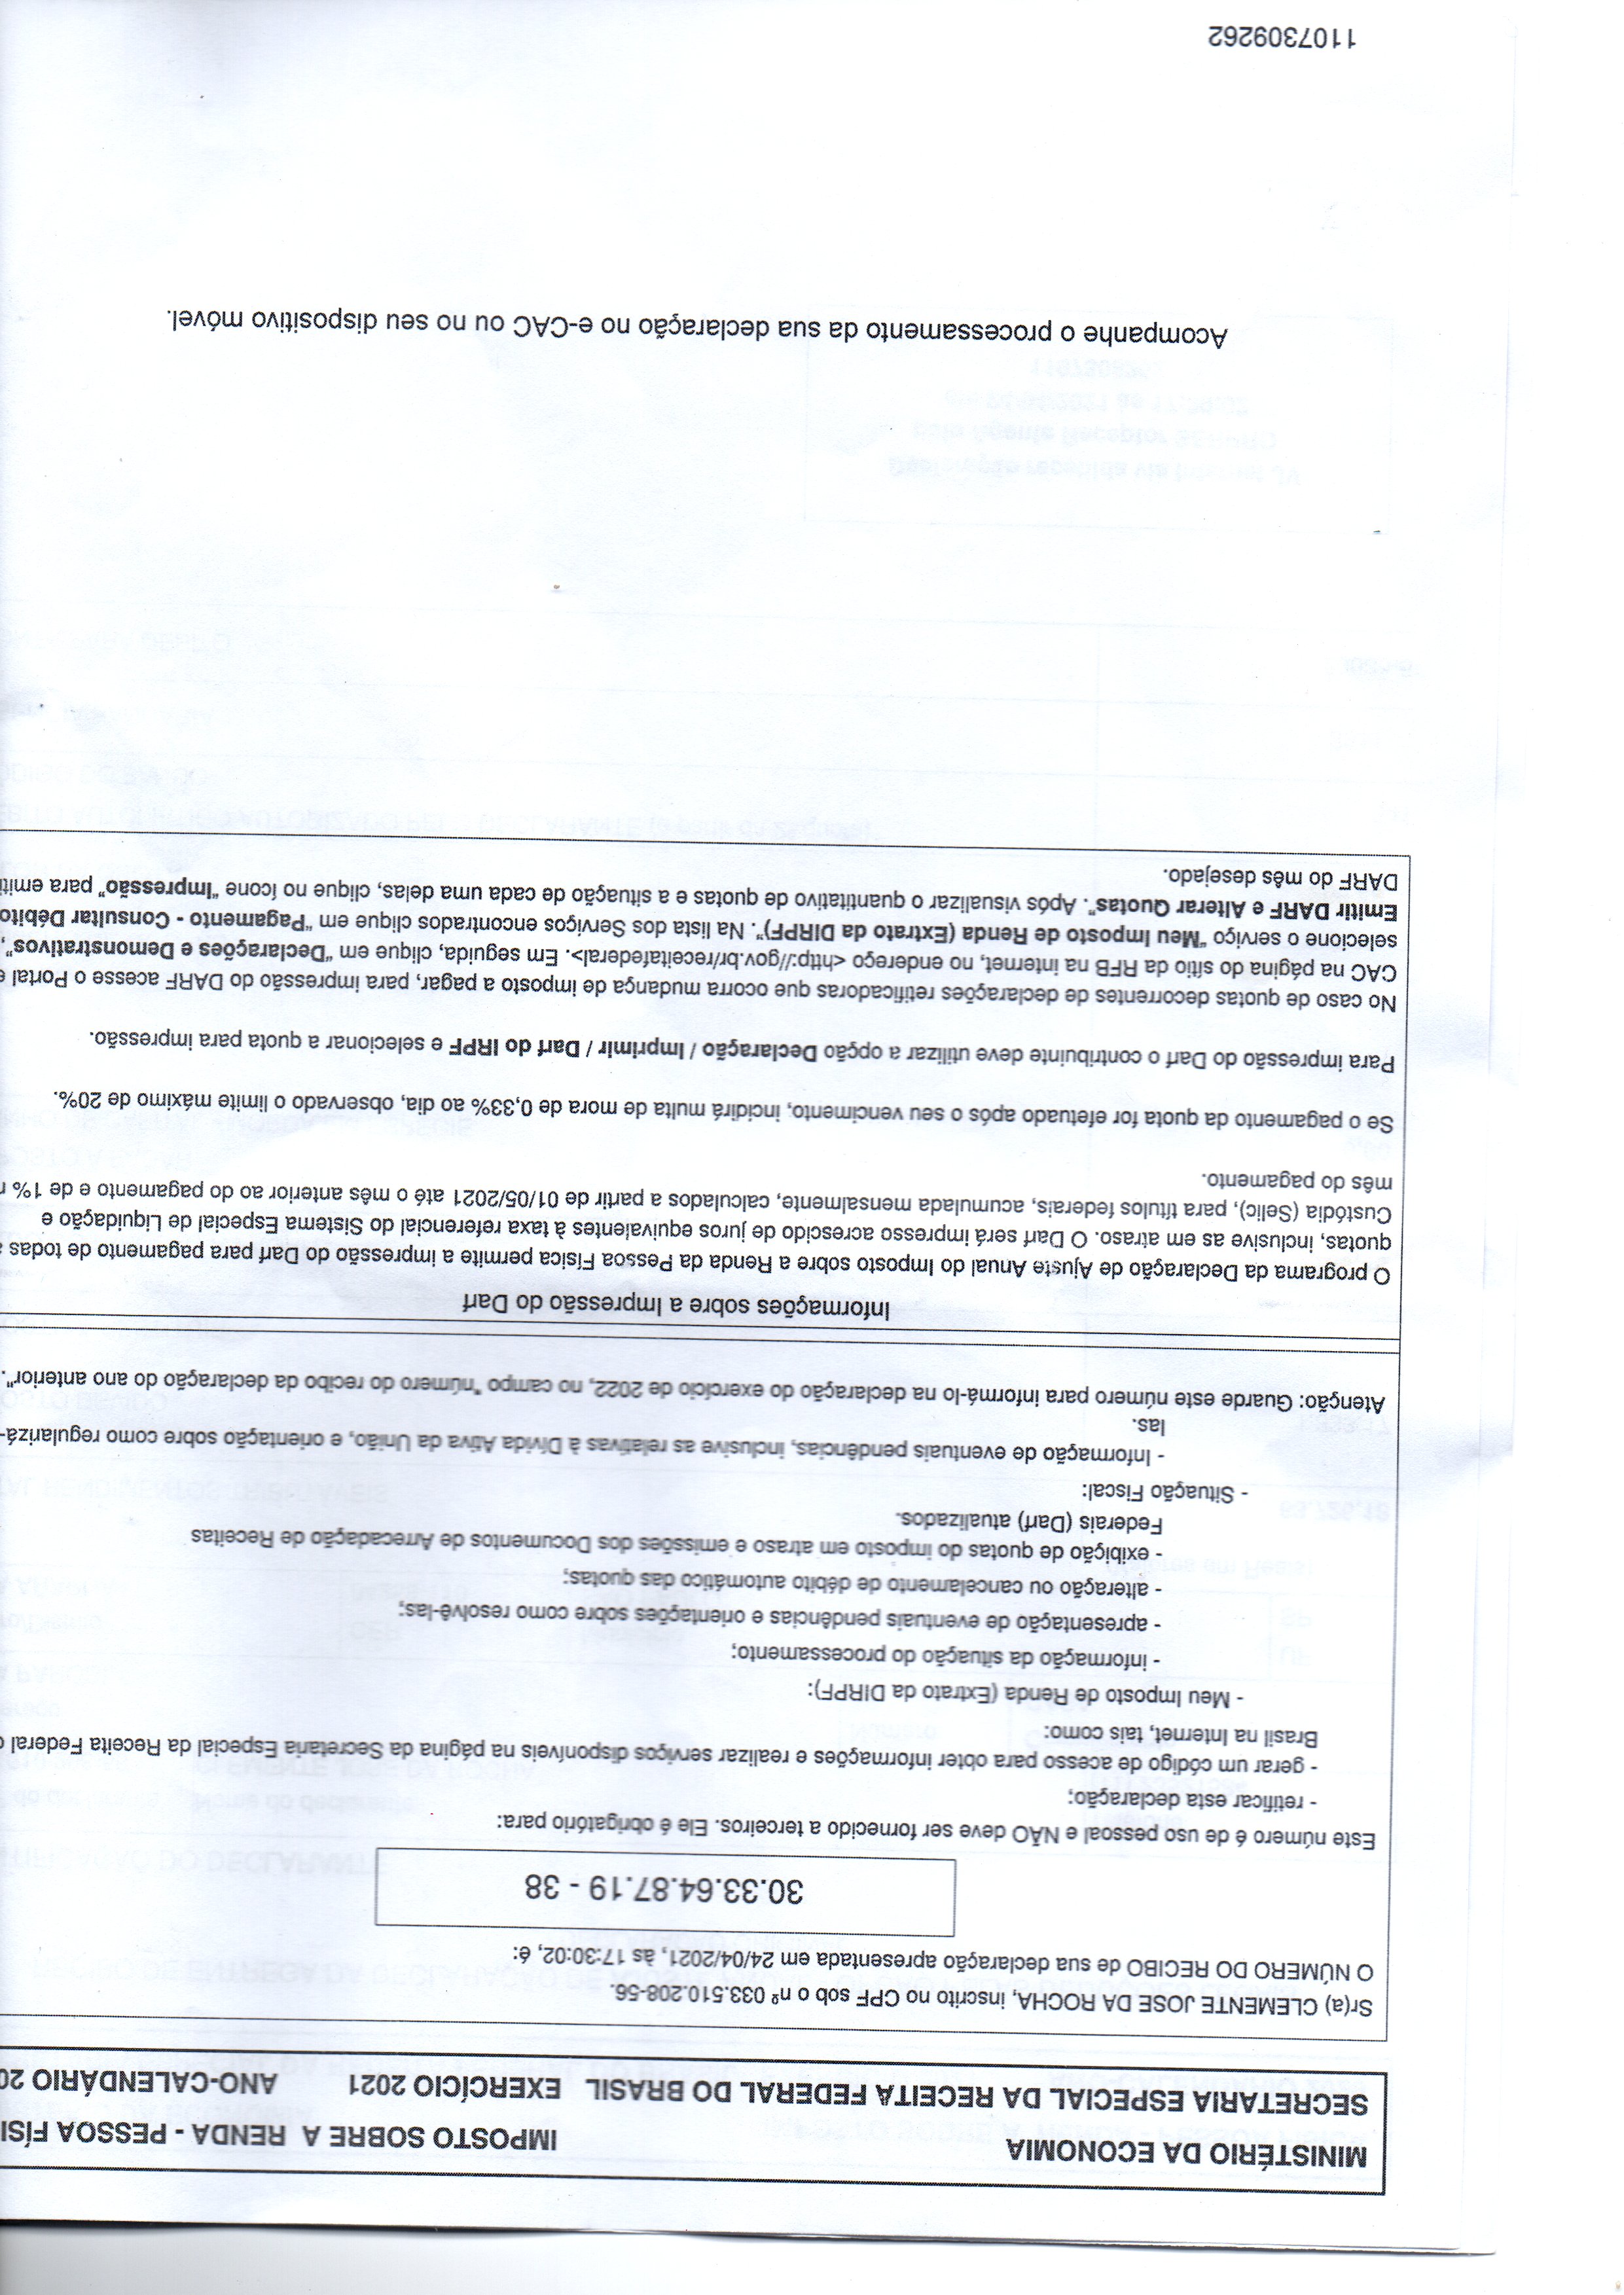 MINISTÉRIO DA ECONOMIA IMPOSTO SOBRE A RENDA - PESSOA FÍSI
SECRETARIA ESPECIAL DA RECEITA FEDERAL DO BRASIL EXERCÍCIO 2021 ANO-CALENDÁRIO 20
Sr(a) CLEMENTE JOSE DA ROCHA, inscrito no CPF sob o nº 033.510.208-56.
O NÚMERO DO RECIBO de sua declaração apresentada em 24/04/2021, às 17:30:02, é:
30.33.64.87.19 - 38
Este número é de uso pessoal e NÃO deve ser fornecido a terceiros. Ele é obrigatório para:
- retificar esta declaração;
- gerar um código de acesso para obter informações e realizar serviços disponíveis na página da Secretaria Especial da Receita Federal
Brasil na Internet, tais como:
- Meu Imposto de Renda (Extrato da DIRPF):
- informação da situação do processamento;
- apresentação de eventuais pendências e orientações sobre como resolvê-las;
- alteração ou cancelamento de débito automático das quotas;
- exibição de quotas do imposto em atraso e emissões dos Documentos de Arrecadação de Receitas
Federais (Darf) atualizados.
- Situação Fiscal:
- Informação de eventuais pendências, inclusive as relativas à Dívida Ativa da União, e orientação sobre como regularizá-
las.
Atenção: Guarde este número para informá-lo na declaração do exercício de 2022, no campo "número do recibo da declaração do ano anterior".
Informações sobre a Impressão do Darf
O programa da Declaração de Ajuste Anual do Imposto sobre a Renda da Pessoa Física permite a impressão do Darf para pagamento de todas
quotas, inclusive as em atraso. O Darf será impresso acrescido de juros equivalentes à taxa referencial do Sistema Especial de Liquidação e
Custódia (Selic), para títulos federais, acumulada mensalmente, calculados a partir de 01/05/2021 até o mês anterior ao do pagamento e de 1%
mês do pagamento.
Se o pagamento da quota for efetuado após o seu vencimento, incidirá multa de mora de 0,33% ao dia, observado o limite máximo de 20%.
Para impressão do Darf o contribuinte deve utilizar a opção Declaração / Imprimir / Darf do IRPF e selecionar a quota para impressão.
No caso de quotas decorrentes de declarações retificadoras que ocorra mudança de imposto a pagar, para impressão do DARF acesse o Portal
CAC na página do sítio da RFB na internet, no endereço <http://gov.br/receitafederal>. Em seguida, clique em "Declarações e Demonstrativos",
selecione o serviço "Meu Imposto de Renda (Extrato da DIRPF)". Na lista dos Serviços encontrados clique em "Pagamento - Consultar Débito
Emitir DARF e Alterar Quotas". Após visualizar o quantitativo de quotas e a situação de cada uma delas, clique no ícone "Impressão" para emiti
DARF do mês desejado.
Acompanhe o processamento da sua declaração no e-CAC ou no seu dispositivo móvel.
1107309262